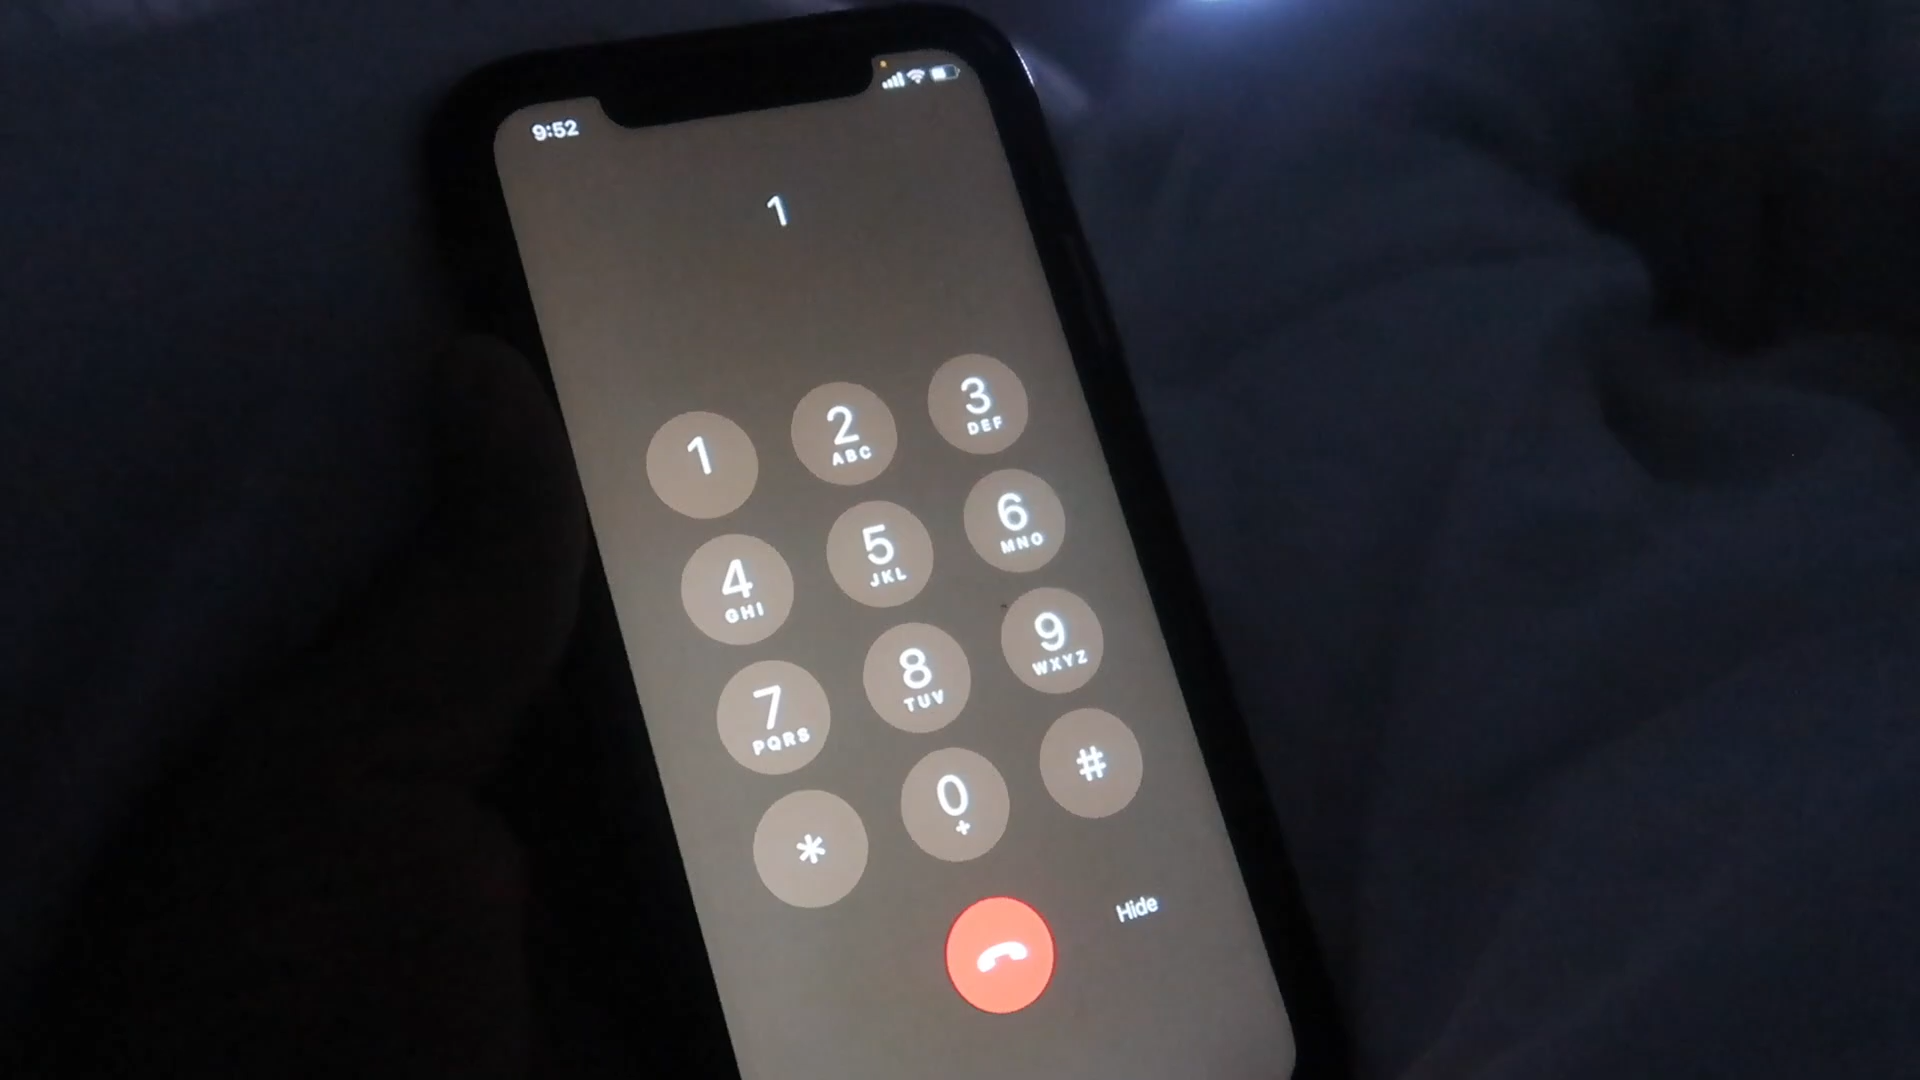 9:52
1
1 2 3
ABC DEF
4 5 6
GHI JKL MNO
7 8 9
PQRS TUV WXYZ
* 0 #
+
Hide